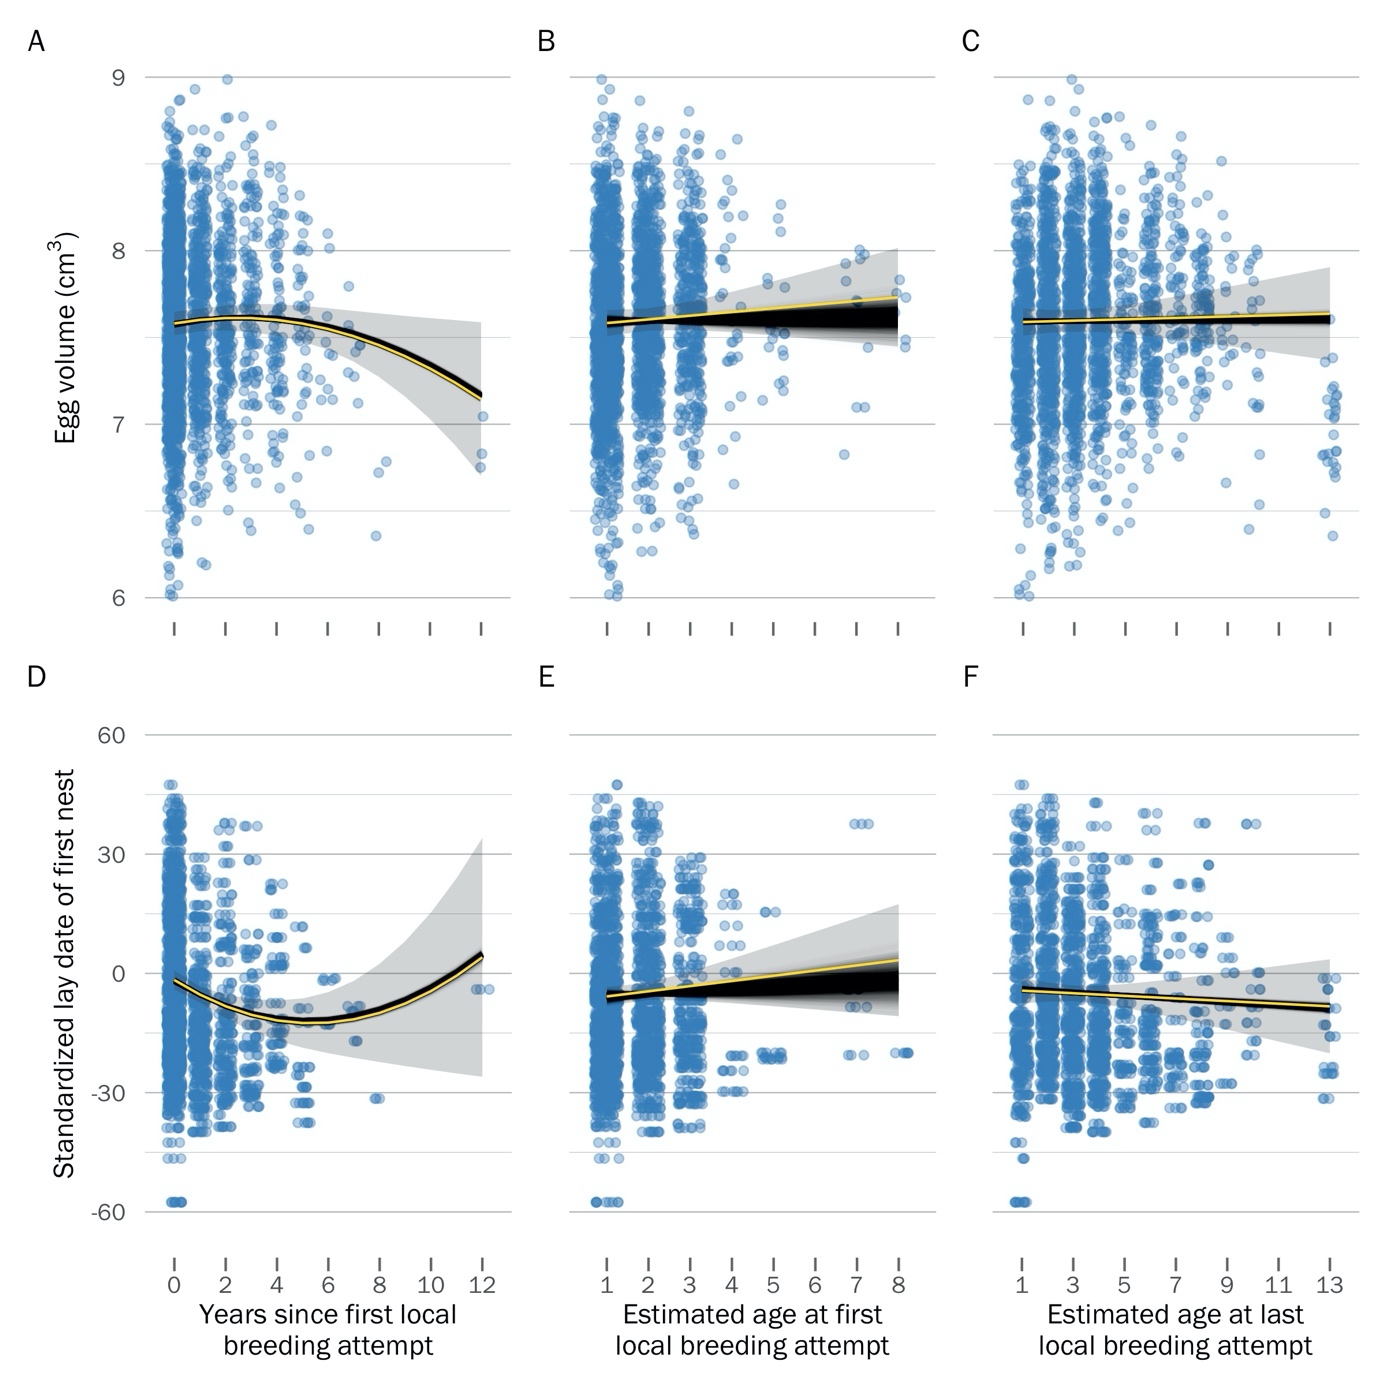 A
B
C
9
8
7
6
Egg volume (cm³)
D
E
F
60
30
0
-30
-60
Standardized lay date of first nest
0 2 4 6 8 10 12
1 2 3 4 5 6 7 8
1 3 5 7 9 11 13
Years since first local
breeding attempt
Estimated age at first
local breeding attempt
Estimated age at last
local breeding attempt